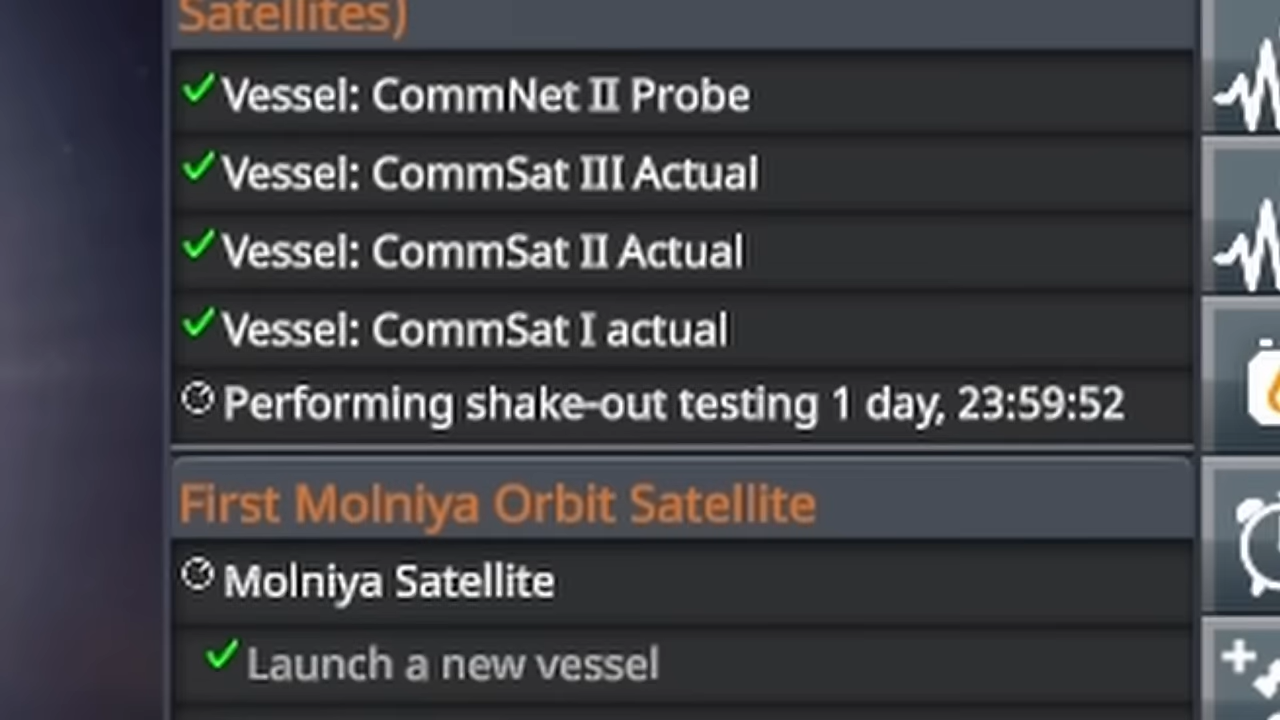 Satellites)
Vessel: CommNet II Probe
Vessel: CommSat III Actual
Vessel: CommSat II Actual
Vessel: CommSat I actual
Performing shake-out testing 1 day, 23:59:52
First Molniya Orbit Satellite
Molniya Satellite
Launch a new vessel